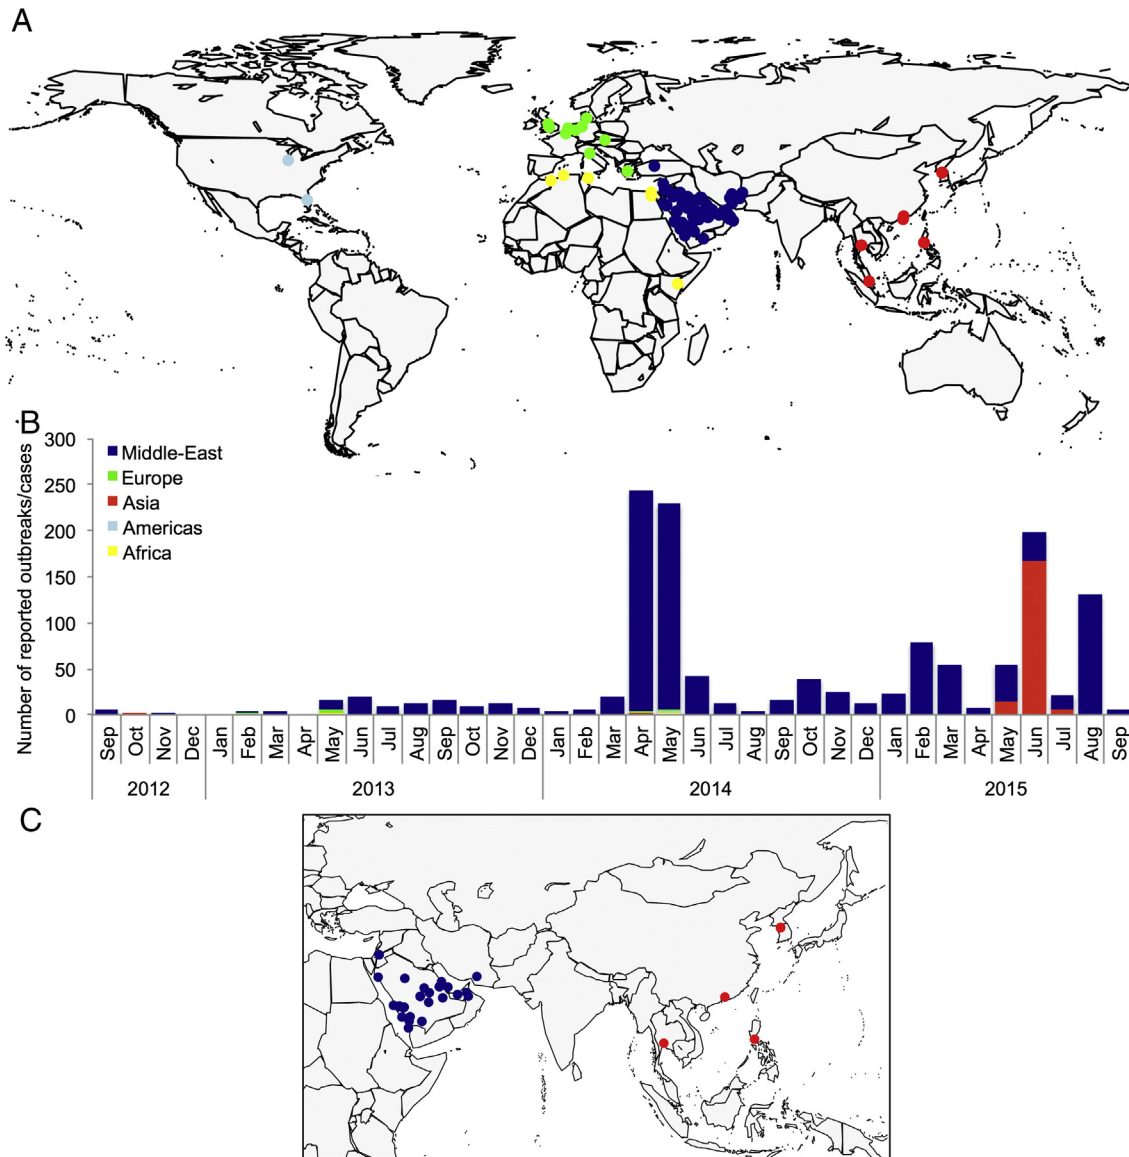 A
B
Number of reported outbreaks/cases
300
250
200
150
100
50
0
Middle-East
Europe
Asia
Americas
Africa
Sep Oct Nov Dec Jan Feb Mar Apr May Jun Jul Aug Sep Oct Nov Dec Jan Feb Mar Apr May Jun Jul Aug Sep Oct Nov Dec Jan Feb Mar Apr May Jun Jul Aug Sep
2012 2013 2014 2015
C